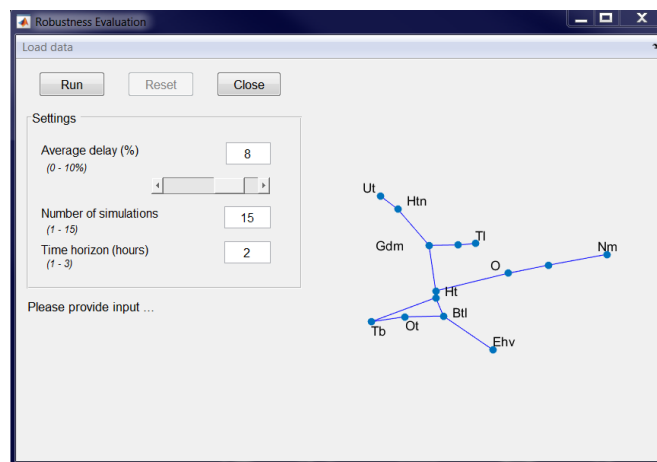 Robustness Evaluation
Load data
Run Reset Close
Settings
Average delay (%) 8
(0 - 10%)
Number of simulations 15
(1 - 15)
Time horizon (hours) 2
(1 - 3)
Please provide input ...
Ut
Htn
Gdm Tl
Nm
O
Ht
Btl
Ot
Tb
Ehv